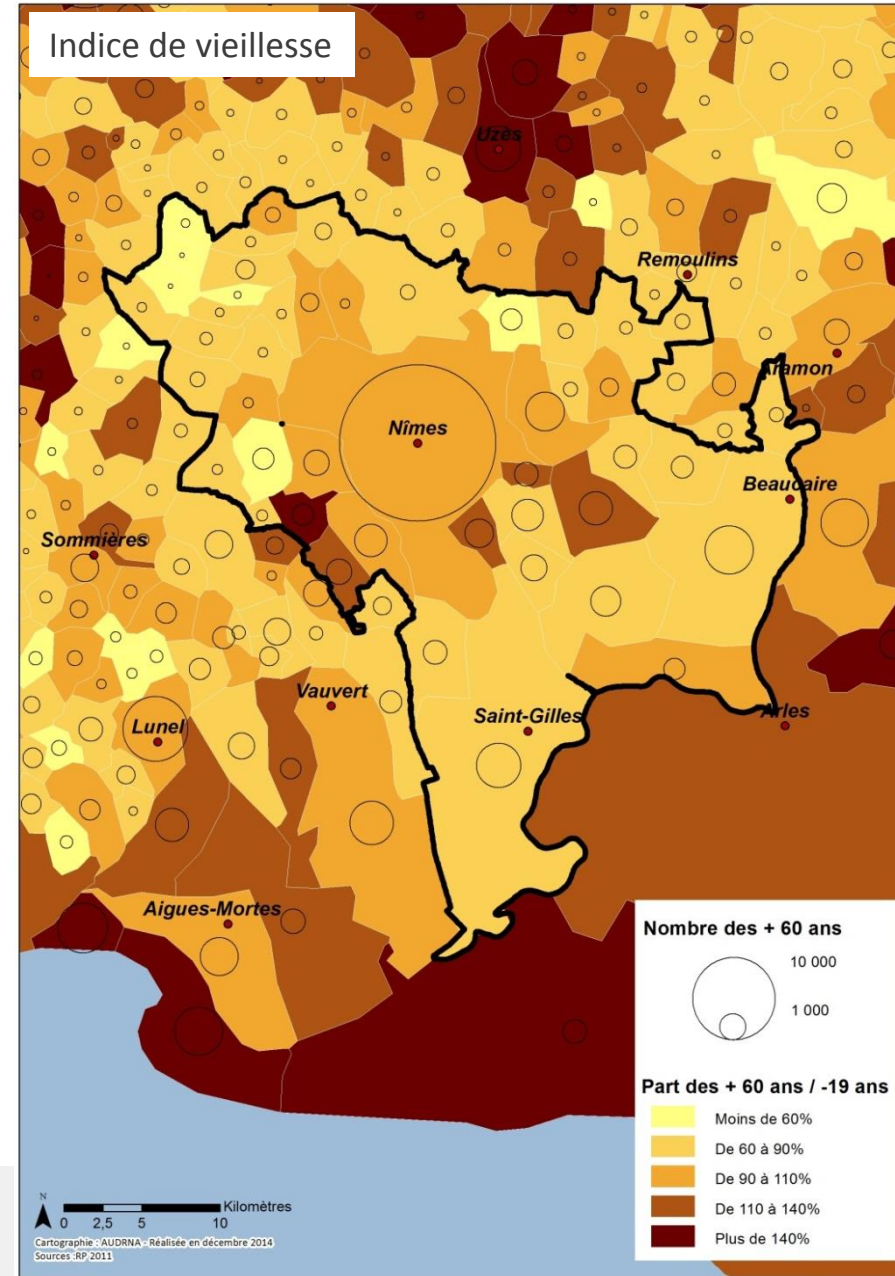 Indice de vieillesse
Uzès
Remoulins
Aramon
Nîmes
Beaucaire
Sommières
Vauvert
Saint-Gilles
Arles
Lunel
Aigues-Mortes
Nombre des + 60 ans
10 000
1 000
Part des + 60 ans / -19 ans
Moins de 60%
De 60 à 90%
De 90 à 110%
De 110 à 140%
Plus de 140%
N
Kilomètres
0 2,5 5 10
Cartographie : AUDRNA - Réalisée en décembre 2014
Sources :RP 2011